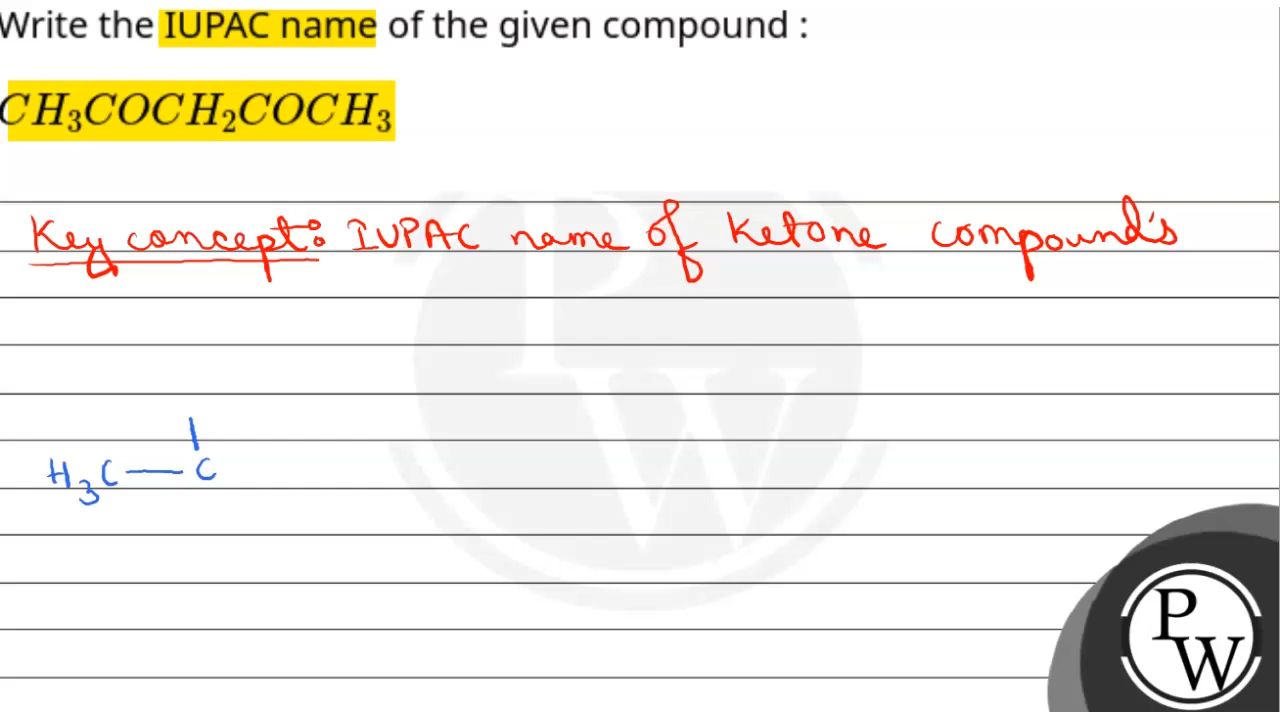 Write the IUPAC name of the given compound :
CH₃COCH₂COCH₃
Key concept: IUPAC name of Ketone compound's
H₃C — C
P
W
PW